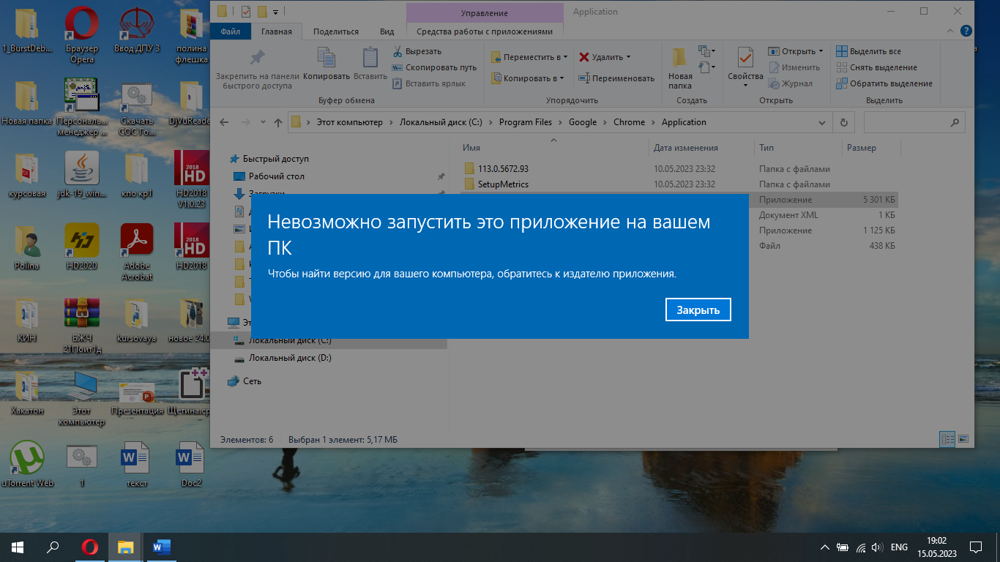 Управление
Application
Файл
Главная
Поделиться
Вид
Средства работы с приложениями
Закрепить на панели
быстрого доступа
Копировать
Вставить
Вырезать
Скопировать путь
Вставить ярлык
Переместить в
Копировать в
Удалить
Переименовать
Новая
папка
Свойства
Открыть
Изменить
Журнал
Выделить все
Снять выделение
Обратить выделение
Буфер обмена
Упорядочить
Создать
Открыть
Выделить
Этот компьютер
Локальный диск (C:)
Program Files
Google
Chrome
Application
Имя
Дата изменения
Тип
Размер
113.0.5672.93
10.05.2023 23:32
Папка с файлами
SetupMetrics
10.05.2023 23:32
Папка с файлами
Приложение
5 301 КБ
Документ XML
1 КБ
Приложение
1 125 КБ
Файл
438 КБ
Быстрый доступ
Рабочий стол
Локальный диск (C:)
Локальный диск (D:)
Сеть
Элементов: 6
Выбран 1 элемент: 5,17 МБ
Невозможно запустить это приложение на вашем
ПК
Чтобы найти версию для вашего компьютера, обратитесь к издателю приложения.
Закрыть
1_BurstDeb...
Браузер
Opera
Ввод ДПУ 3
полина
флешка
Новая папка
Персональ...
менеджер ...
Скачать
СОС Го...
DjVuReade
курсовая
jdk-19_win...
кпо кр1
2018
HD
HD2018
V1.0.23
Polina
HD2020
Adobe
Acrobat
2018
HD
HD2018
КИН
БЖЧ
21Поит1д
kursovaya
новое 24.0
Хакатон
Этот
компьютер
Презентация
Щетина.cp
uTorrent Web
1
текст
Doc2
ENG
19:02
15.05.2023